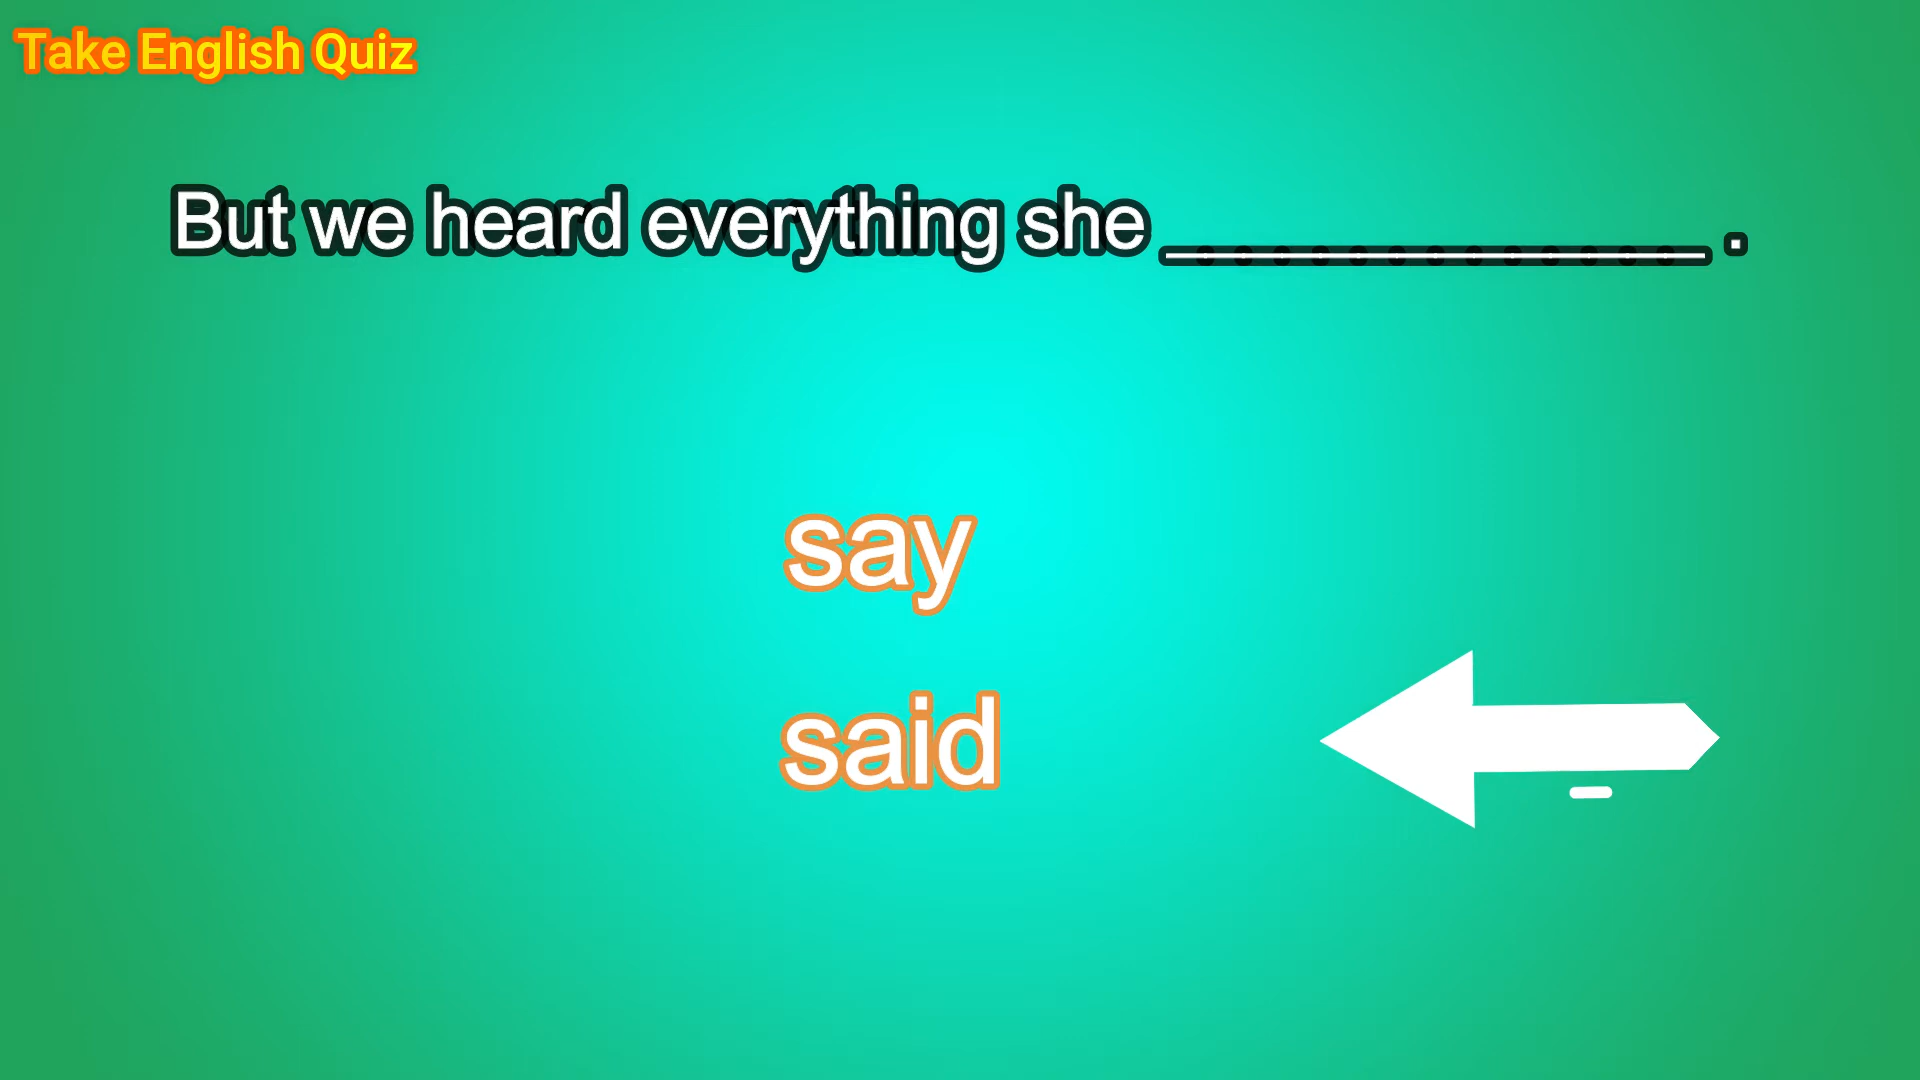 Take English Quiz
But we heard everything she ______________ .
say
said